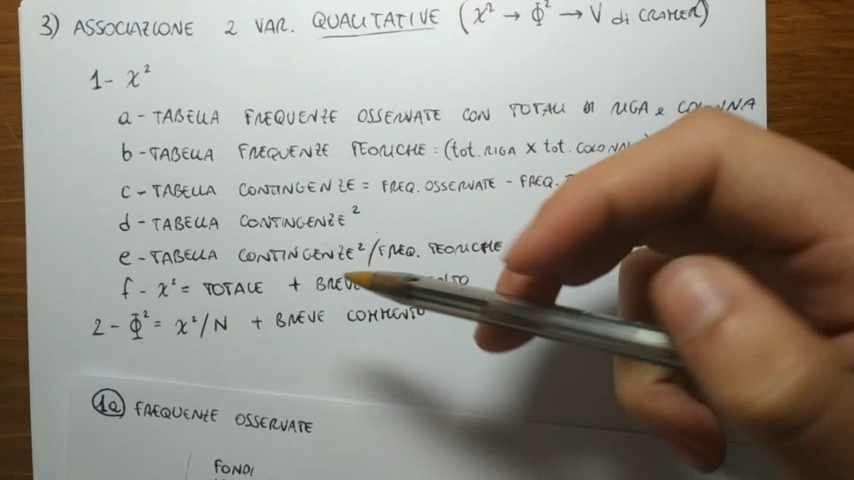 3) ASSOCIAZIONE 2 VAR. QUALITATIVE (χ² → Φ² → V di CRAMER)
1- χ²
a - TABELLA FREQUENZE OSSERVATE CON TOTALI DI RIGA e COLONNA
b - TABELLA FREQUENZE TEORICHE = (tot. RIGA X tot. COLONNA
c - TABELLA CONTINGENZE = FREQ. OSSERVATE - FREQ.
d - TABELLA CONTINGENZE²
e - TABELLA CONTINGENZE²/FREQ. TEORICHE
f - χ² = TOTALE + BREVE
2 - Φ² = χ²/N + BREVE COMMENTO
1a FREQUENZE OSSERVATE
FONDI